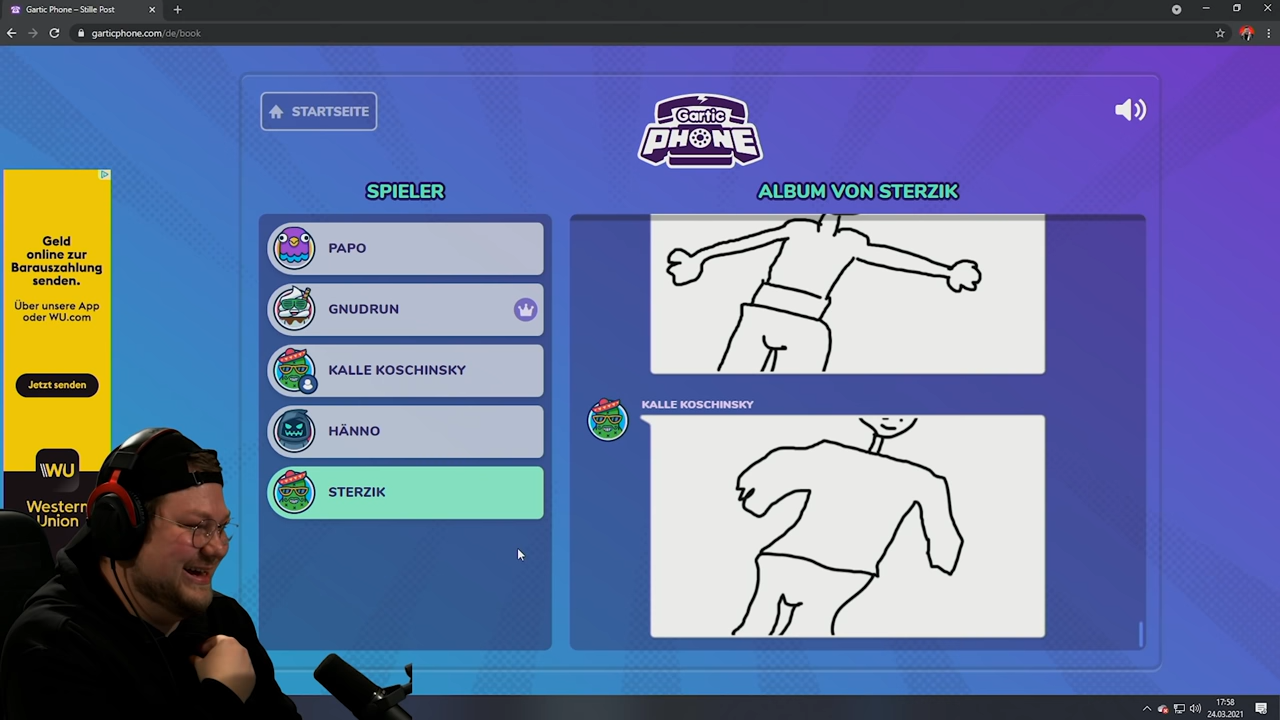 Gartic Phone – Stille Post
garticphone.com/de/book
STARTSEITE
Gartic
PHONE
SPIELER
ALBUM VON STERZIK
PAPO
GNUDRUN
KALLE KOSCHINSKY
HÄNNO
STERZIK
KALLE KOSCHINSKY
Geld
online zur
Barauszahlung
senden.
Über unsere App
oder WU.com
Jetzt senden
WU
Western
Union
17:58
24.03.2021